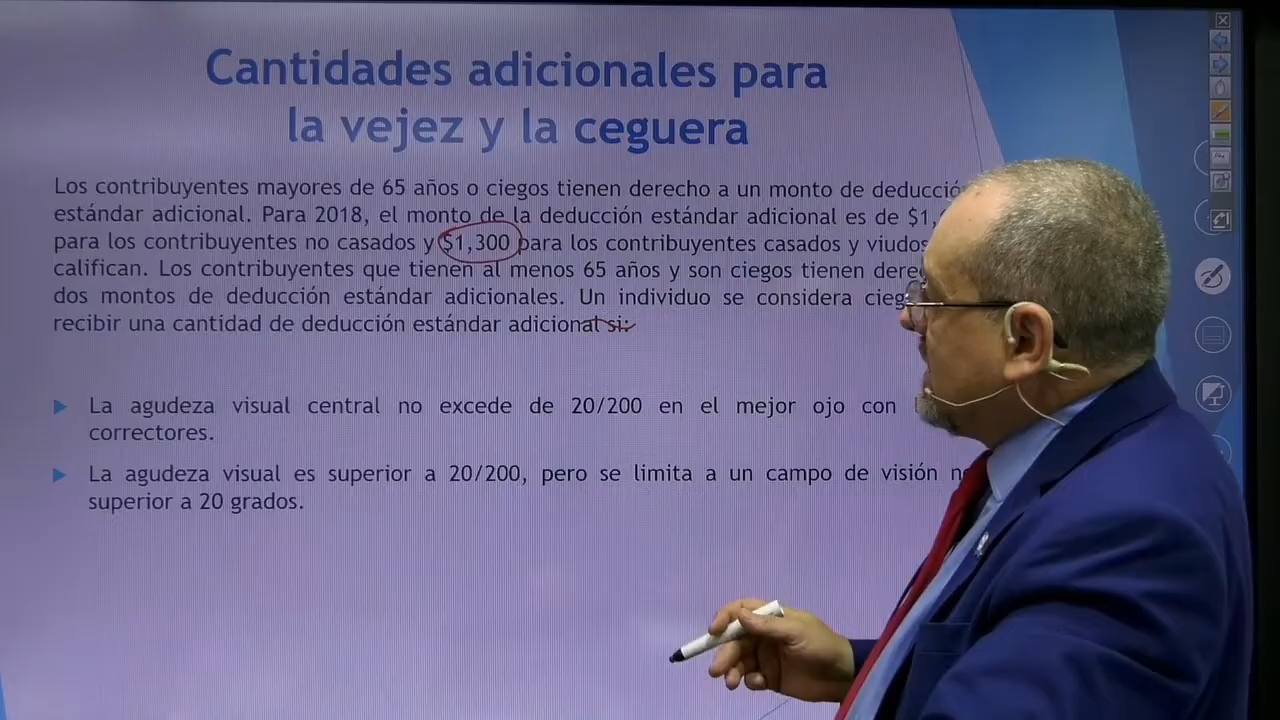 Cantidades adicionales para
la vejez y la ceguera
Los contribuyentes mayores de 65 años o ciegos tienen derecho a un monto de
estándar adicional. Para 2018, el monto de la deducción estándar adicional es de
para los contribuyentes no casados y $1,300 para los contribuyentes casados y viudos
califican. Los contribuyentes que tienen al menos 65 años y son ciegos tienen
dos montos de deducción estándar adicionales. Un individuo se considera
recibir una cantidad de deducción estándar adicional si:
La agudeza visual central no excede de 20/200 en el mejor ojo con
correctores.
La agudeza visual es superior a 20/200, pero se limita a un campo de visión
superior a 20 grados.